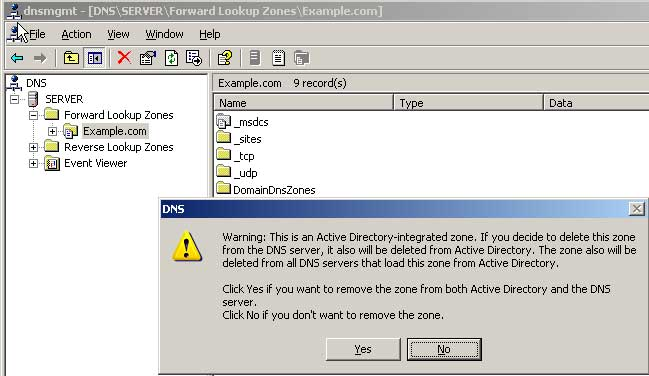 dnsmgmt - [DNS\SERVER\Forward Lookup Zones\Example.com]
File Action View Window Help
DNS
SERVER
Forward Lookup Zones
Example.com
Reverse Lookup Zones
Event Viewer
Example.com 9 record(s)
Name Type Data
_msdcs
_sites
_tcp
_udp
DomainDnsZones
DNS
Warning: This is an Active Directory-integrated zone. If you decide to delete this zone
from the DNS server, it also will be deleted from Active Directory. The zone also will be
deleted from all DNS servers that load this zone from Active Directory.
Click Yes if you want to remove the zone from both Active Directory and the DNS
server.
Click No if you don't want to remove the zone.
Yes No